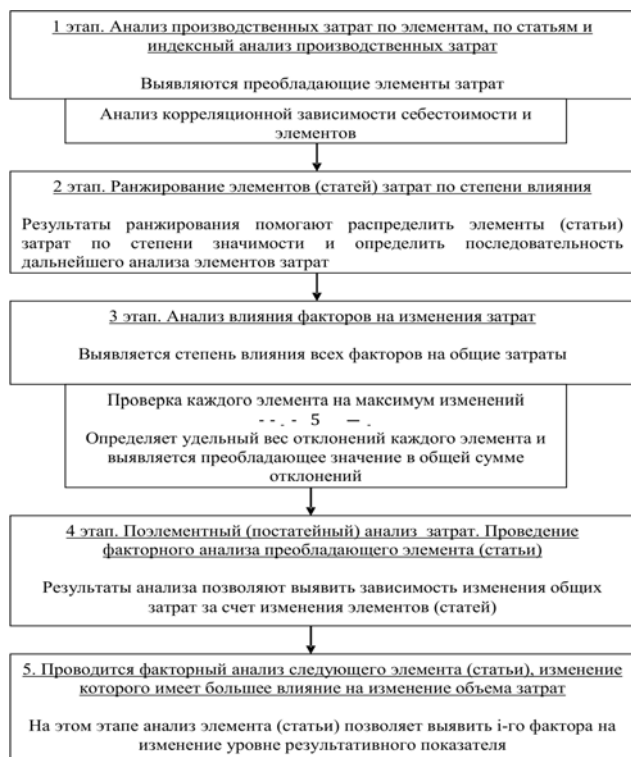 1 этап. Анализ производственных затрат по элементам, по статьям и
индексный анализ производственных затрат
Выявляются преобладающие элементы затрат
Анализ корреляционной зависимости себестоимости и
элементов
2 этап. Ранжирование элементов (статей) затрат по степени влияния
Результаты ранжирования помогают распределить элементы (статьи)
затрат по степени значимости и определить последовательность
дальнейшего анализа элементов затрат
3 этап. Анализ влияния факторов на изменения затрат
Выявляется степень влияния всех факторов на общие затраты
Проверка каждого элемента на максимум изменений
5
Определяет удельный вес отклонений каждого элемента и
выявляется преобладающее значение в общей сумме
отклонений
4 этап. Поэлементный (постатейный) анализ затрат. Проведение
факторного анализа преобладающего элемента (статьи)
Результаты анализа позволяют выявить зависимость изменения общих
затрат за счет изменения элементов (статей)
5. Проводится факторный анализ следующего элемента (статьи), изменение
которого имеет большее влияние на изменение объема затрат
На этом этапе анализ элемента (статьи) позволяет выявить i-го фактора на
изменение уровне результативного показателя